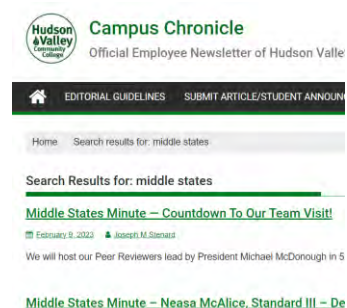 Hudson
Valley
Community
College
Campus Chronicle
Official Employee Newsletter of Hudson Valle
EDITORIAL GUIDELINES SUBMIT ARTICLE/STUDENT ANNOUN
Home Search results for: middle states
Search Results for: middle states
Middle States Minute – Countdown To Our Team Visit!
February 9, 2023 Joseph M Stenard
We will host our Peer Reviewers lead by President Michael McDonough in 5
Middle States Minute – Neasa McAlice, Standard III – De